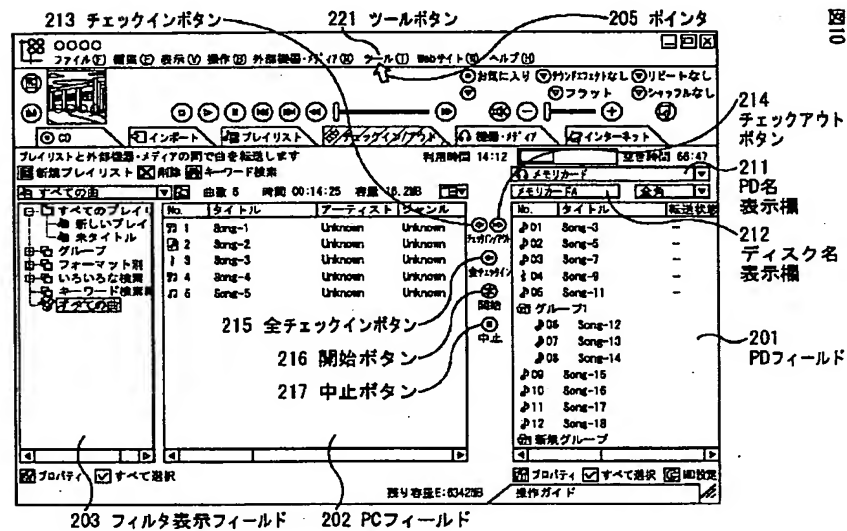 213 チェックインボタン
221 ツールボタン
205 ポインタ
図10
0000
ファイル(F) 編集(E) 表示(V) 操作(B) 外部機器・メディア(X) ツール(T) Webサイト(W) ヘルプ(H)
お気に入り サウンドエフェクトなし リピートなし
フラット シャッフルなし
CD インポート プレイリスト チェックイン/アウト 機器・メディア インターネット
プレイリストと外部機器・メディアの間で曲を転送します
利用時間 14:12 空き時間 66:47
新規プレイリスト 削除 キーワード検索
メモリカード
すべての曲 曲数 5 時間 00:14:25 容量 16.2MB
メモリカードA 全角
214 チェックアウトボタン
211 PD名表示欄
212 ディスク名表示欄
すべてのプレイリ
新しいプレイ
未タイトル
グループ
フォーマット別
いろいろな検索
キーワード検索
すべての曲
No. タイトル アーティスト ジャンル
1 Song-1 Unknown Unknown
2 Song-2 Unknown Unknown
3 Song-3 Unknown Unknown
4 Song-4 Unknown Unknown
5 Song-5 Unknown Unknown
チェックイン/アウト
全チェックイン
開始
中止
215 全チェックインボタン
216 開始ボタン
217 中止ボタン
No. タイトル 転送状態
01 Song-3 −
02 Song-5 −
03 Song-7 −
04 Song-9 −
05 Song-11 −
グループ1
06 Song-12
07 Song-13
08 Song-14
09 Song-15
10 Song-16
11 Song-17
12 Song-18
新規グループ
201 PDフィールド
プロパティ すべて選択
プロパティ すべて選択 MD設定
操作ガイド
203 フィルタ表示フィールド
202 PCフィールド